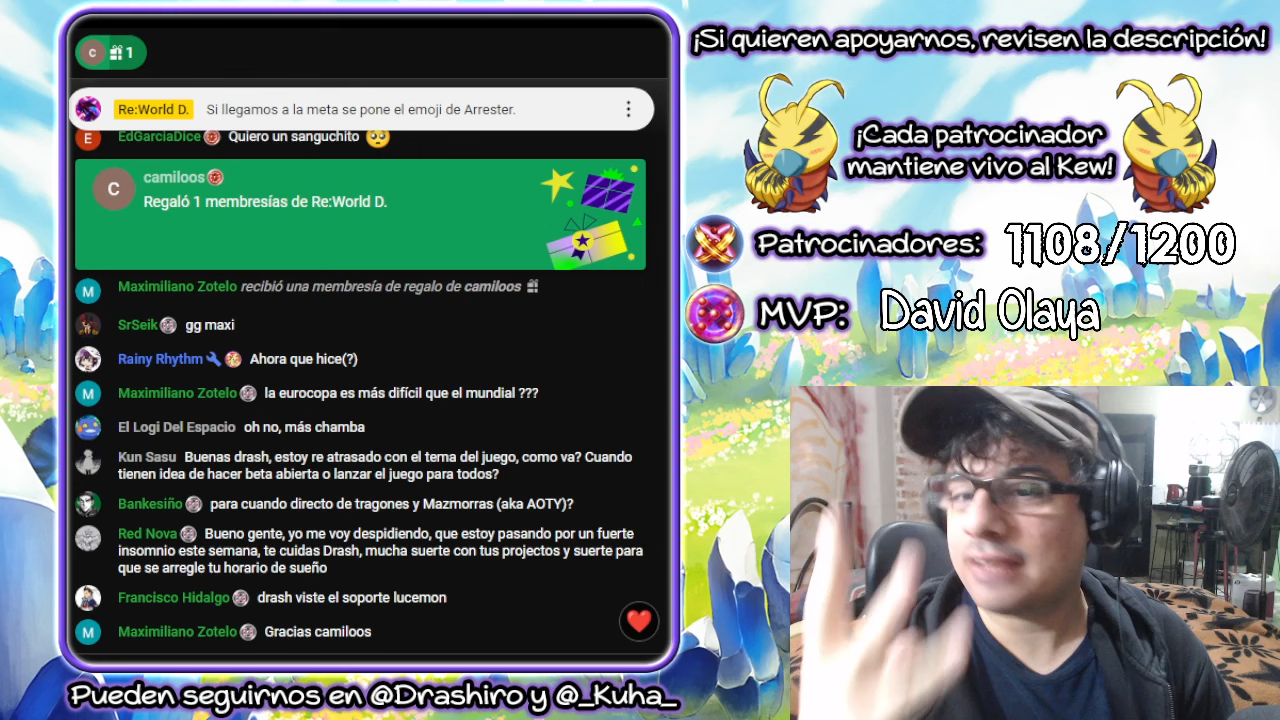 C 1
Re:World D. Si llegamos a la meta se pone el emoji de Arrester.
E EdGarciaDice Quiero un sanguchito 🥺
C camiloos
Regaló 1 membresías de Re:World D.
M Maximiliano Zotelo recibió una membresía de regalo de camiloos
SrSeik gg maxi
Rainy Rhythm Ahora que hice(?)
M Maximiliano Zotelo la eurocopa es más difícil que el mundial ???
El Logi Del Espacio oh no, más chamba
Kun Sasu Buenas drash, estoy re atrasado con el tema del juego, como va? Cuando
tienen idea de hacer beta abierta o lanzar el juego para todos?
Bankesiño para cuando directo de tragones y Mazmorras (aka AOTY)?
Red Nova Bueno gente, yo me voy despidiendo, que estoy pasando por un fuerte
insomnio este semana, te cuidas Drash, mucha suerte con tus projectos y suerte para
que se arregle tu horario de sueño
Francisco Hidalgo drash viste el soporte lucemon
M Maximiliano Zotelo Gracias camiloos
Pueden seguirnos en @Drashiro y @_Kuha_
¡Si quieren apoyarnos, revisen la descripción!
¡Cada patrocinador
mantiene vivo al Kew!
Patrocinadores: 1108/1200
MVP: David Olaya